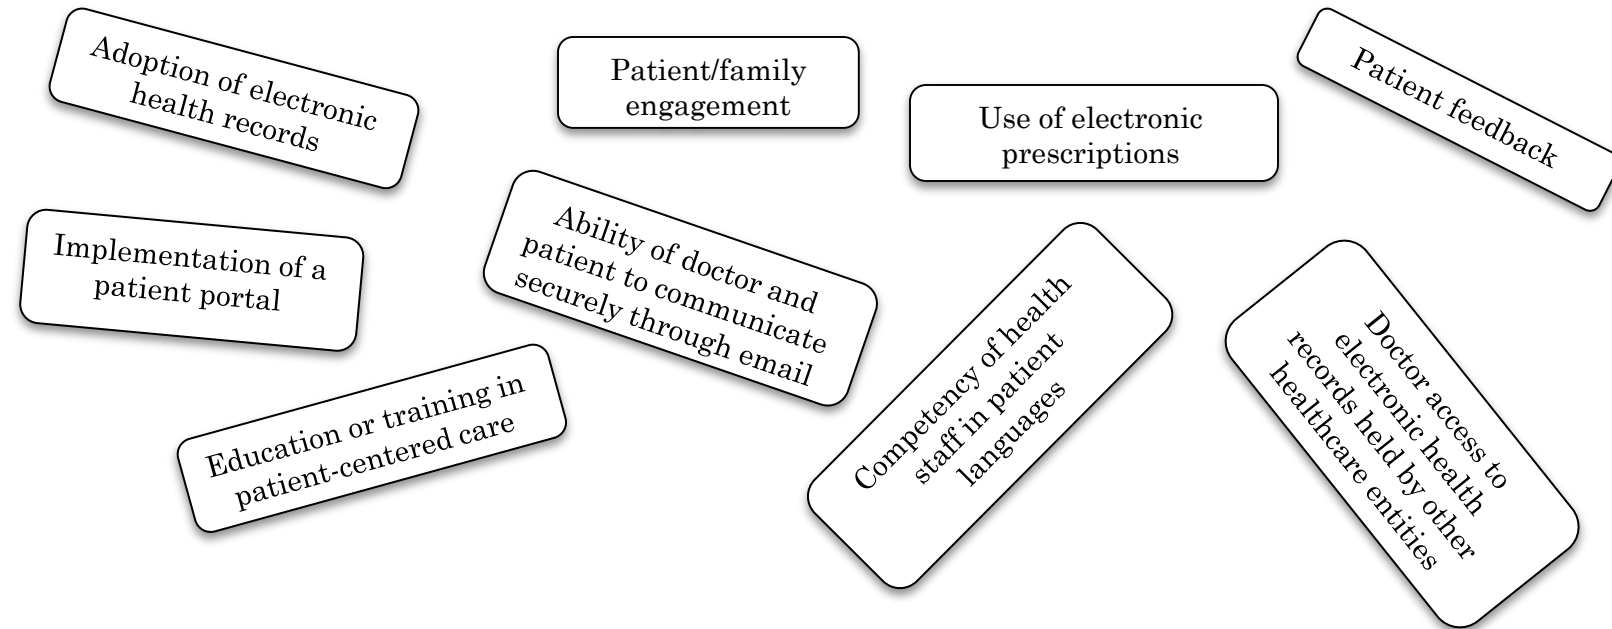 Adoption of electronic
health records
Patient/family
engagement
Use of electronic
prescriptions
Patient feedback
Implementation of a
patient portal
Ability of doctor and
patient to communicate
securely through email
Competency of health
staff in patient
languages
Doctor access to
electronic health
records held by other
healthcare entities
Education or training in
patient-centered care